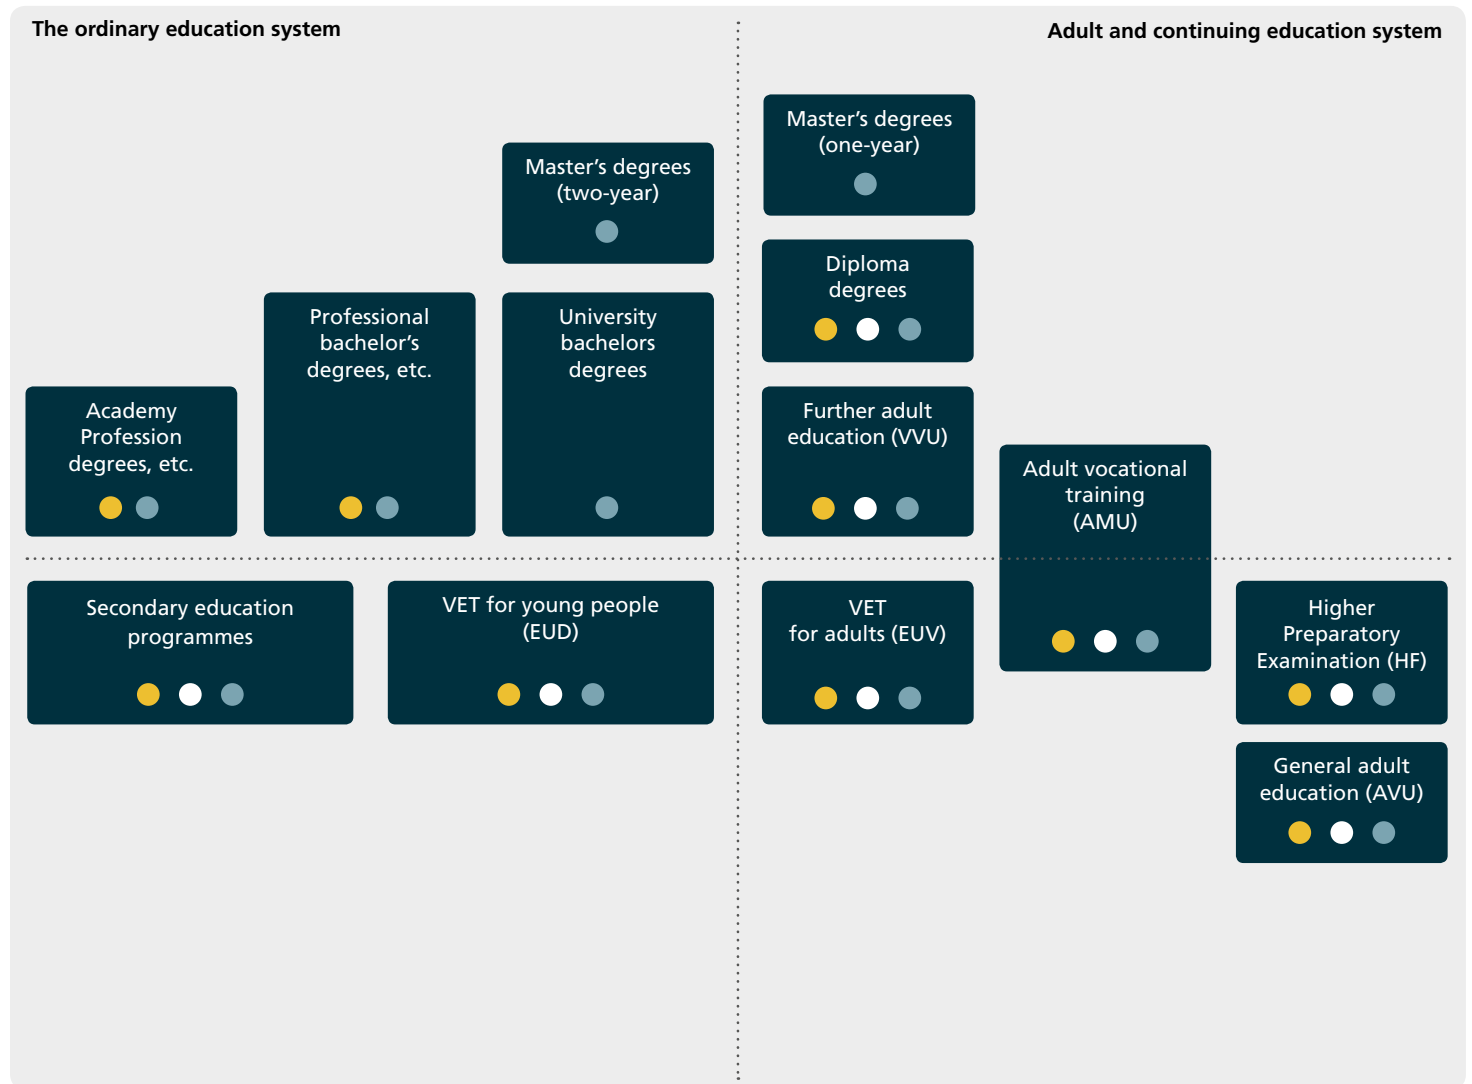 The ordinary education system
Adult and continuing education system
Master's degrees
(one-year)
Master's degrees
(two-year)
Diploma
degrees
Professional
bachelor's
degrees, etc.
University
bachelors
degrees
Academy
Profession
degrees, etc.
Further adult
education (VVU)
Adult vocational
training
(AMU)
Secondary education
programmes
VET for young people
(EUD)
VET
for adults (EUV)
Higher
Preparatory
Examination (HF)
General adult
education (AVU)